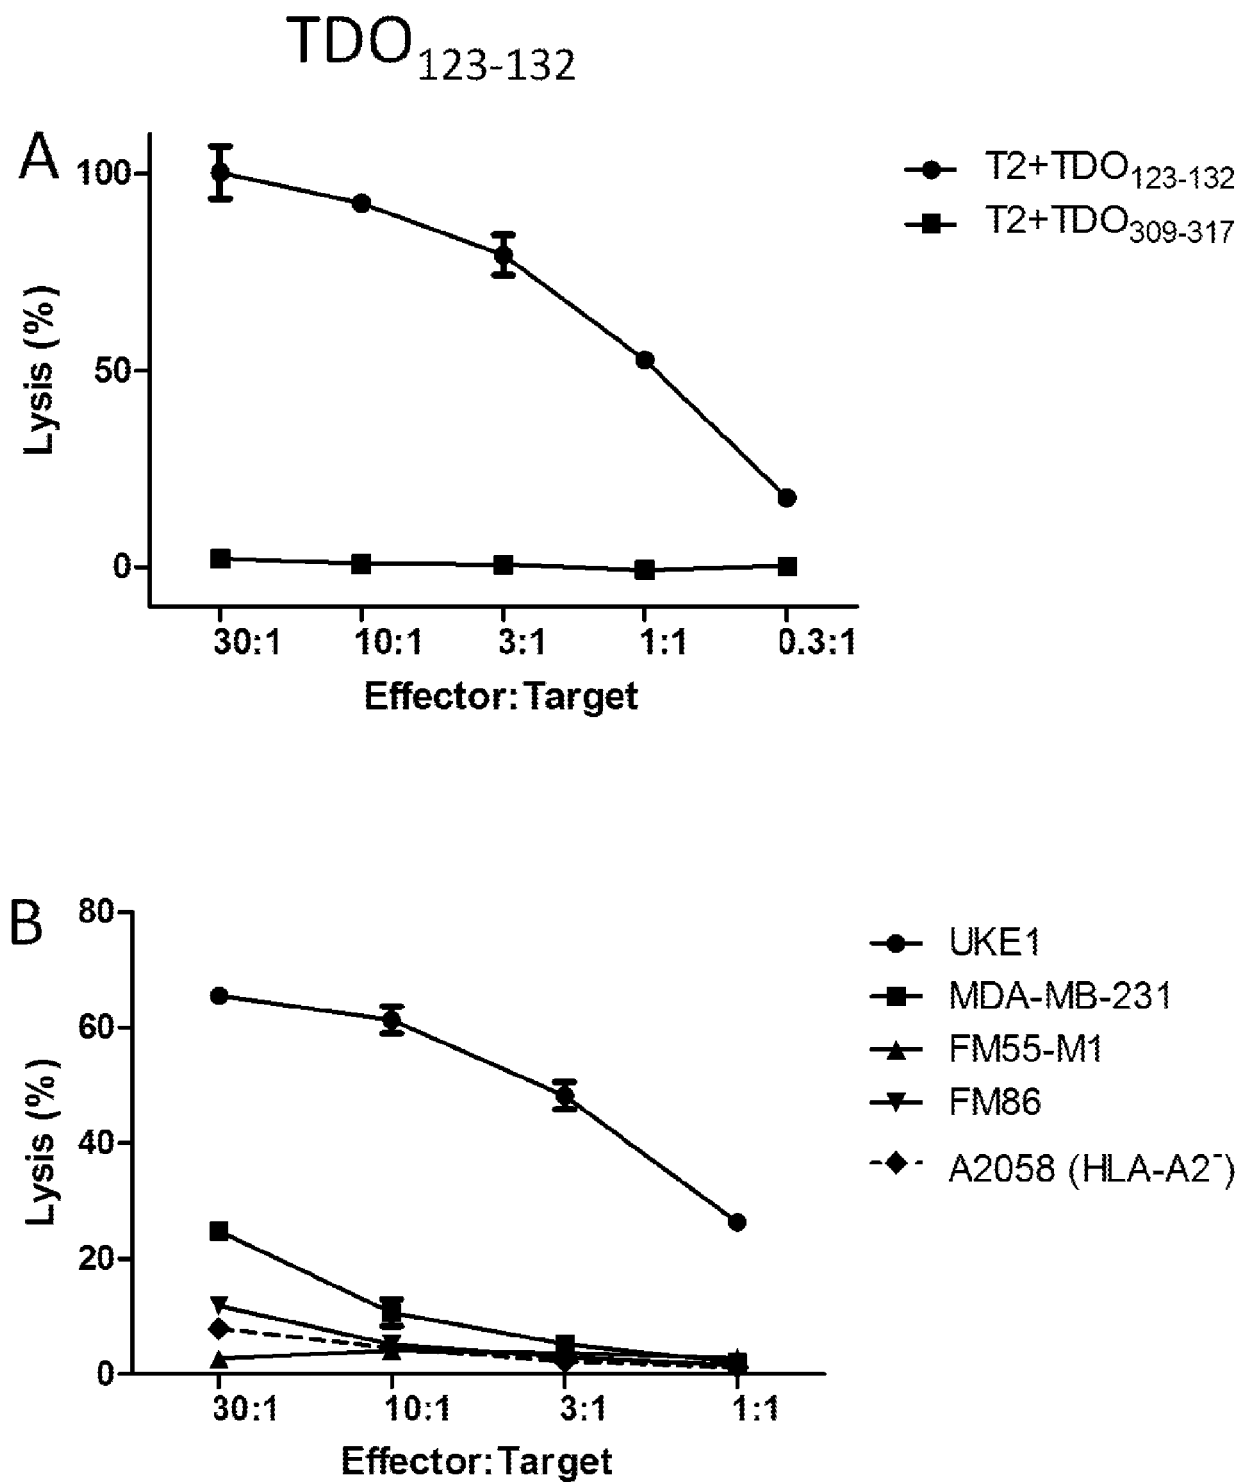 TDO123-132
A
T2+TDO123-132
T2+TDO309-317
Lysis (%)
100
50
0
30:1 10:1 3:1 1:1 0.3:1
Effector:Target
B
UKE1
MDA-MB-231
FM55-M1
FM86
A2058 (HLA-A2-)
Lysis (%)
80
60
40
20
0
30:1 10:1 3:1 1:1
Effector:Target